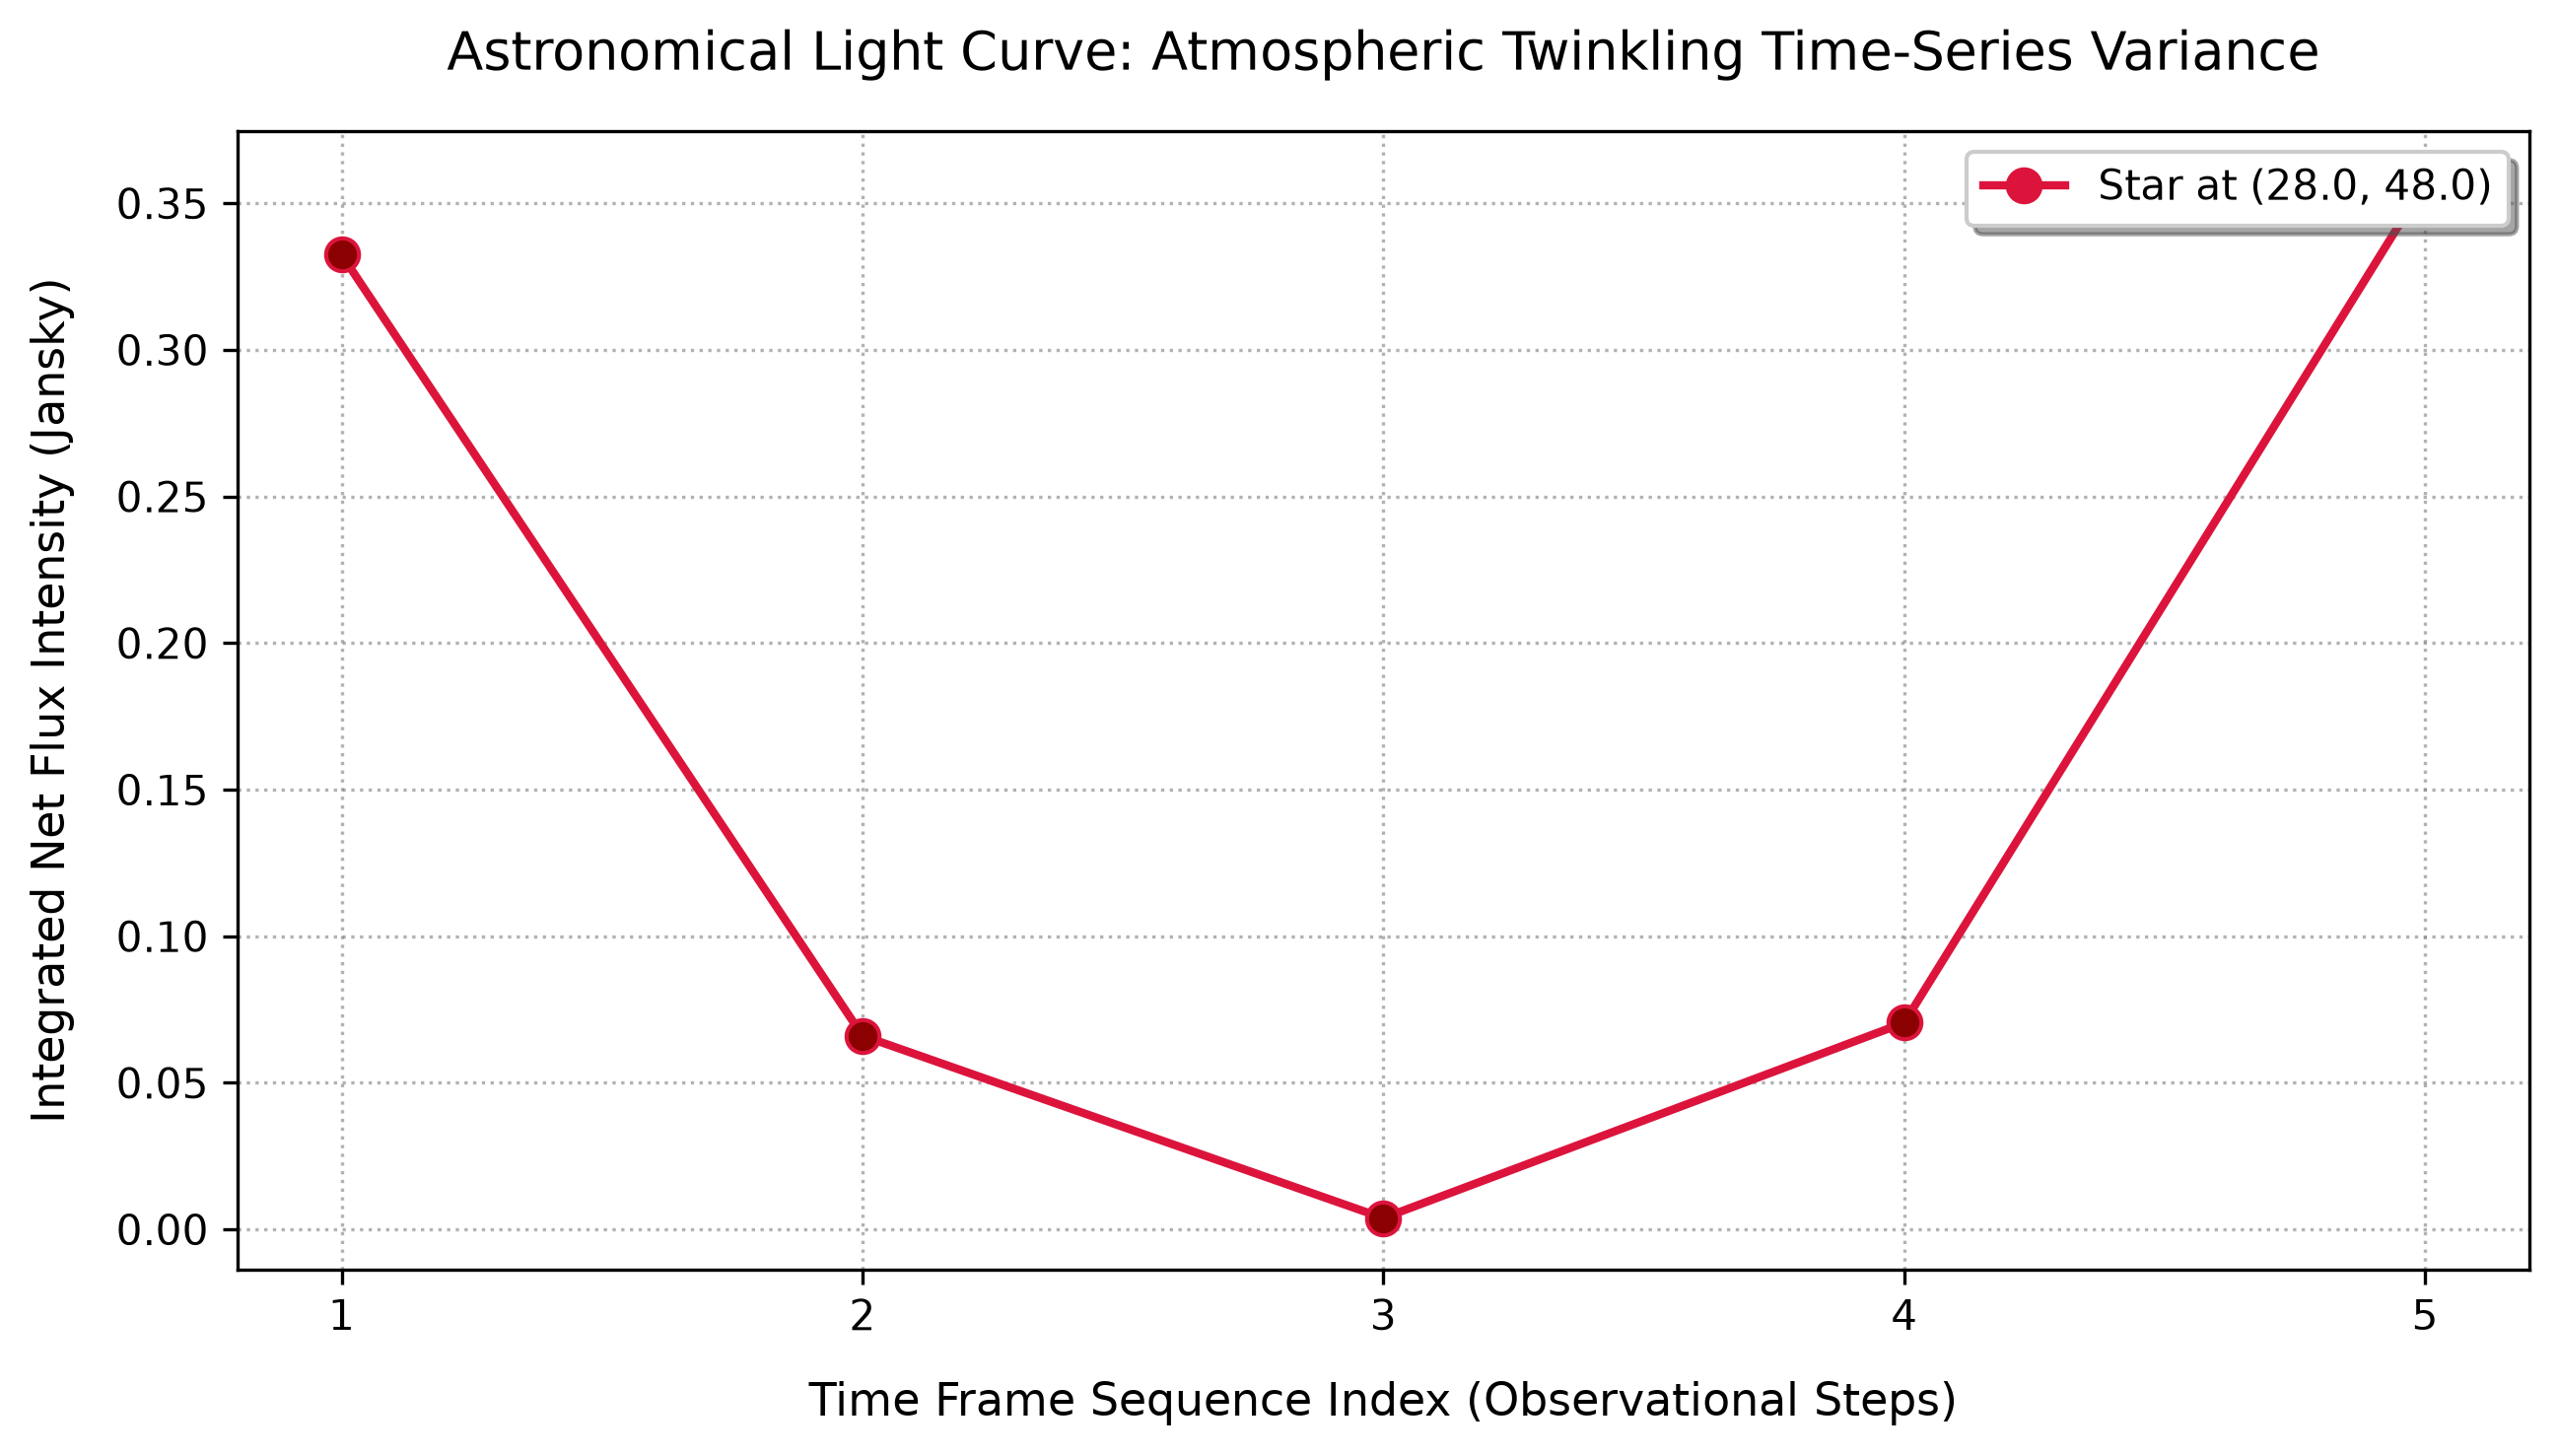 Astronomical Light Curve: Atmospheric Twinkling Time-Series Variance
Star at (28.0, 48.0)
Integrated Net Flux Intensity (Jansky)
0.35
0.30
0.25
0.20
0.15
0.10
0.05
0.00
1 2 3 4 5
Time Frame Sequence Index (Observational Steps)